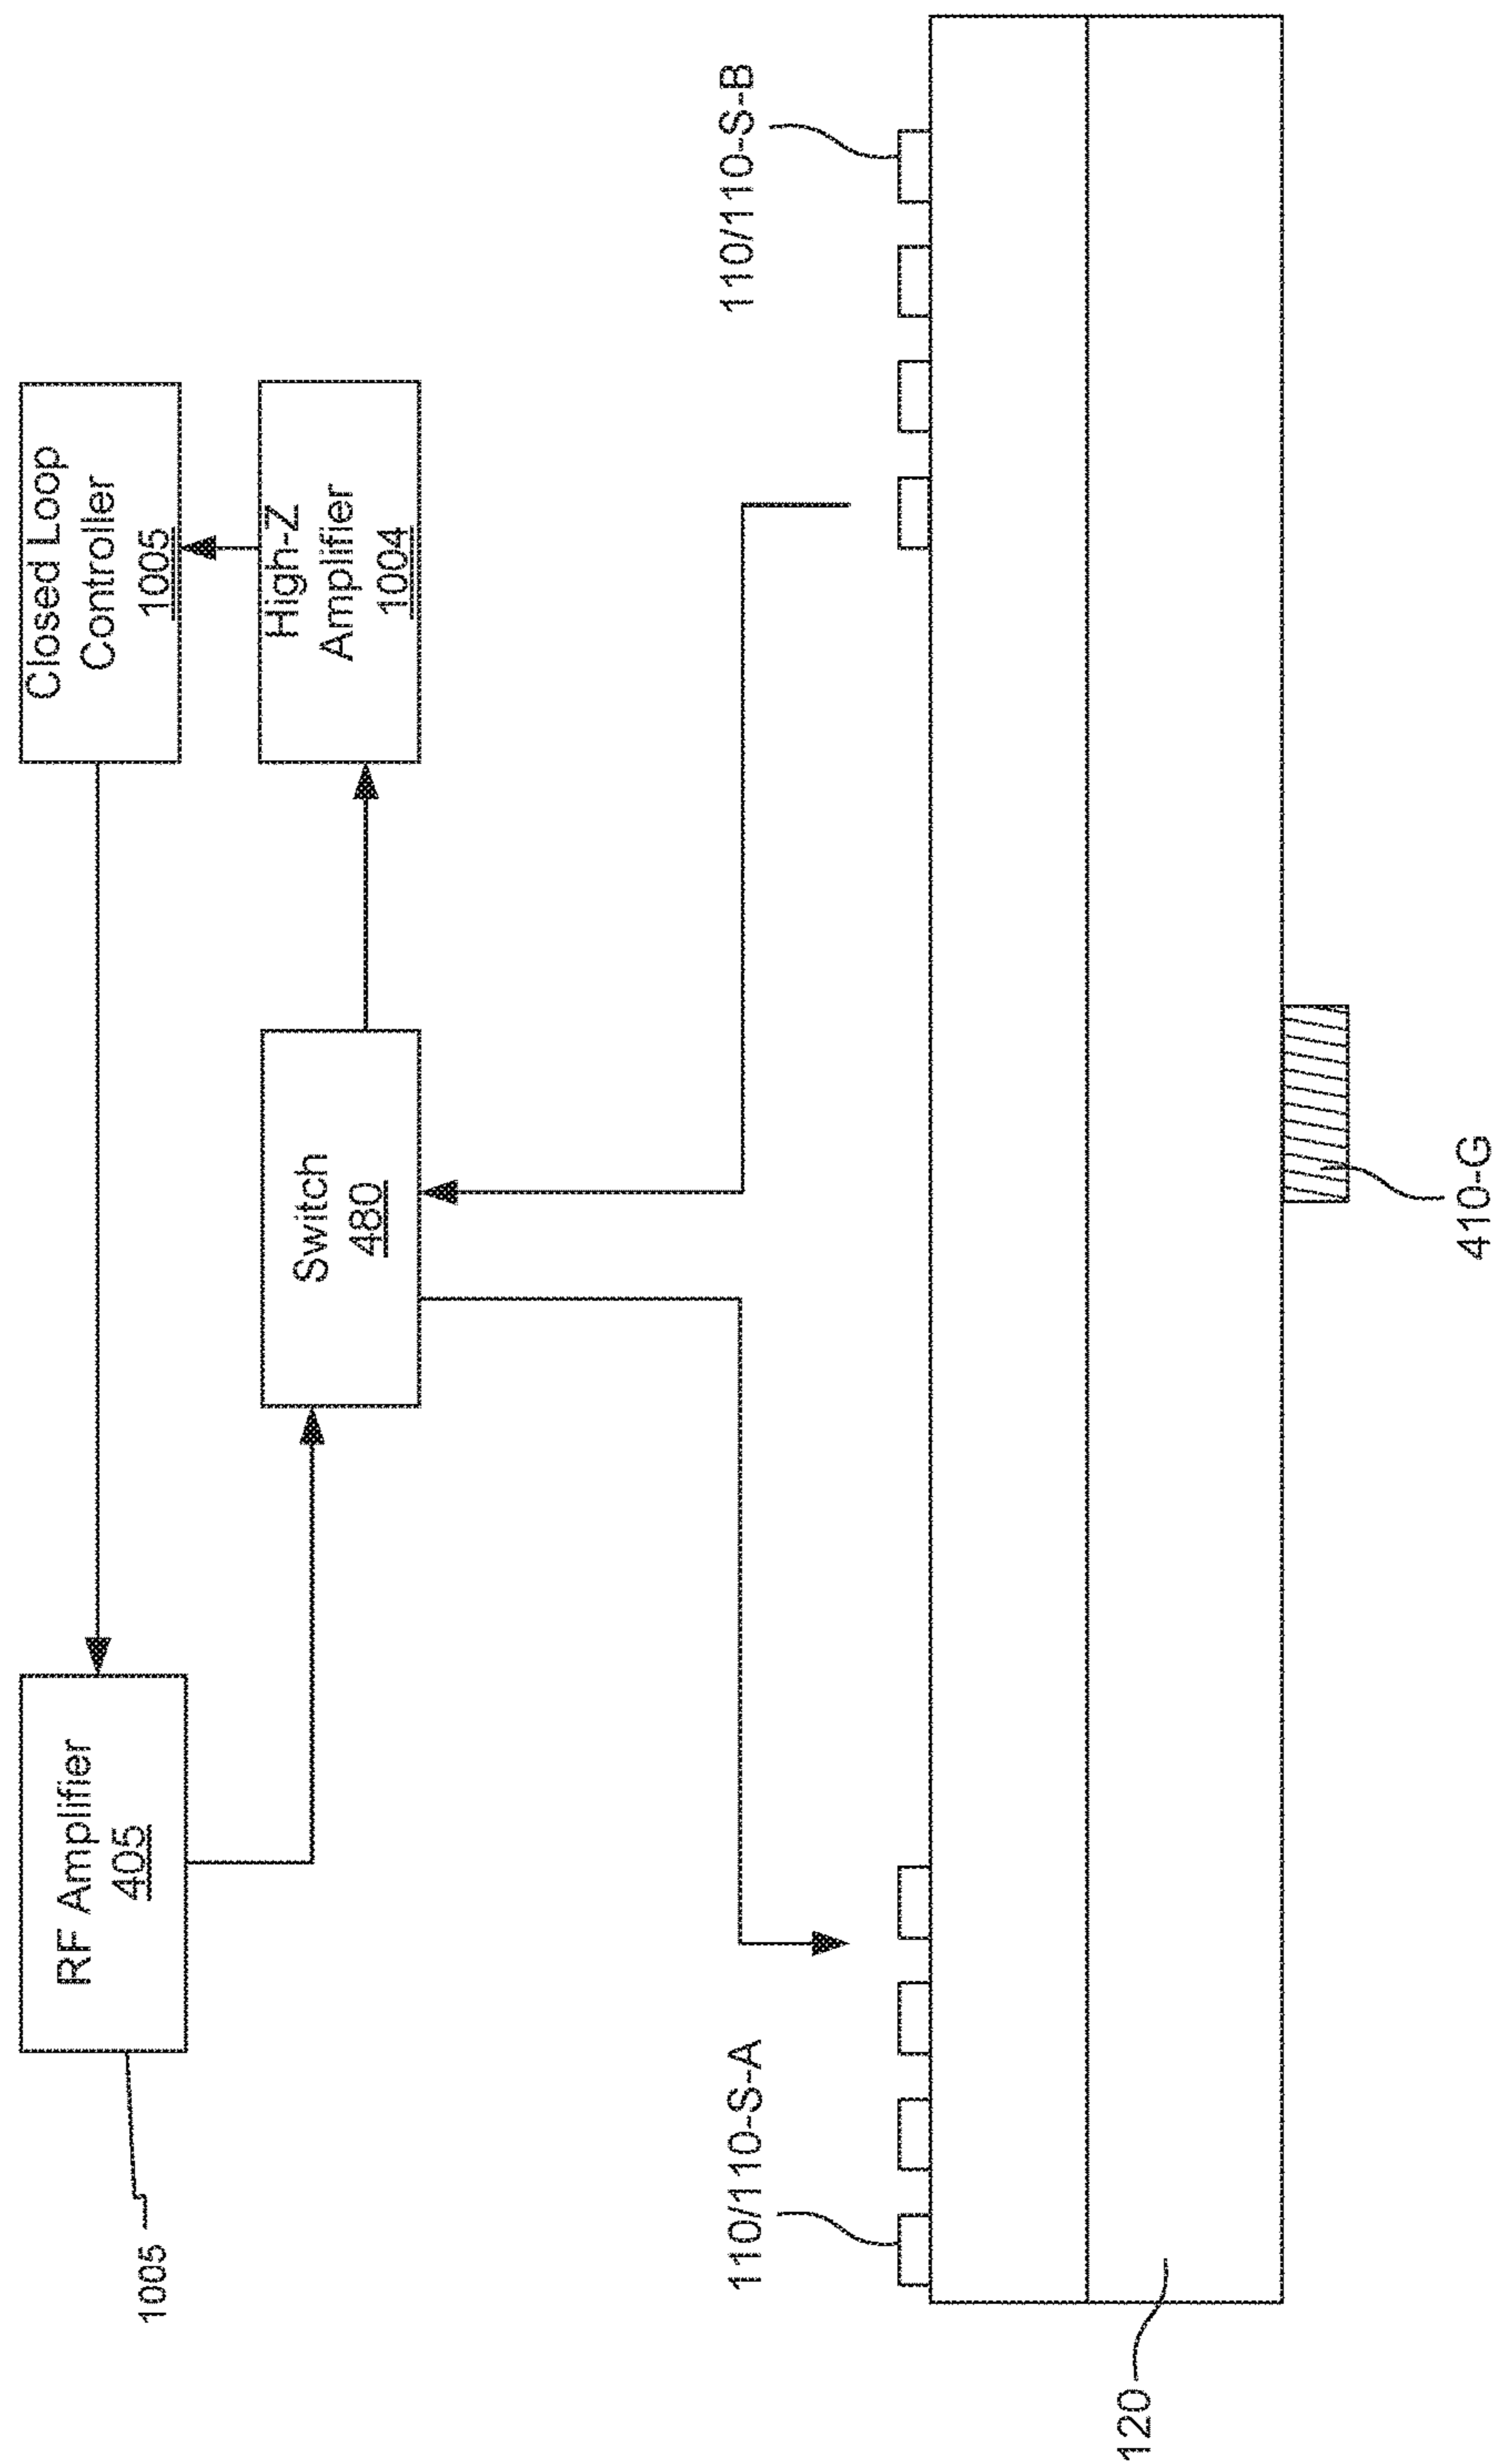 RF Amplifier
405
1005
Closed Loop
Controller
1005
Switch
480
High-Z
Amplifier
1004
110/110-S-A
110/110-S-B
120
410-G